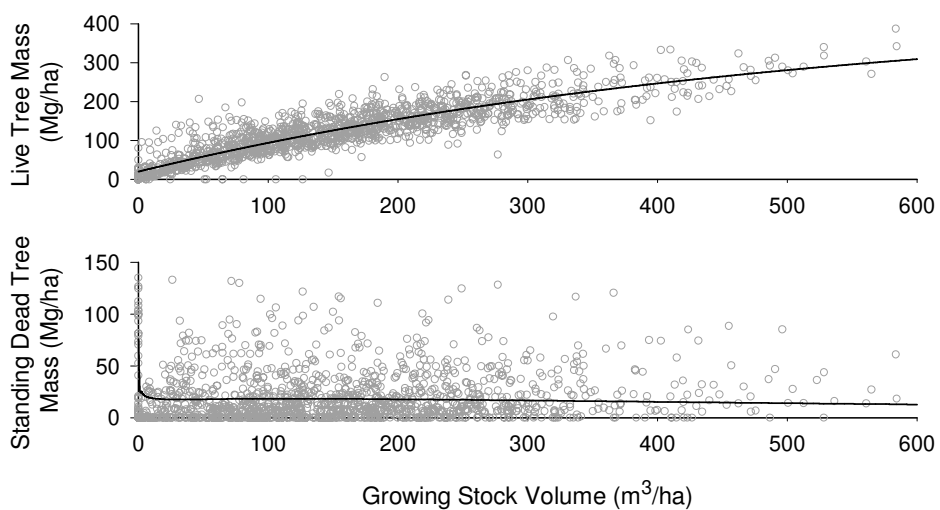 Live Tree Mass
(Mg/ha)
400
300
200
100
0
0 100 200 300 400 500 600
Standing Dead Tree
Mass (Mg/ha)
150
100
50
0
0 100 200 300 400 500 600
Growing Stock Volume (m³/ha)